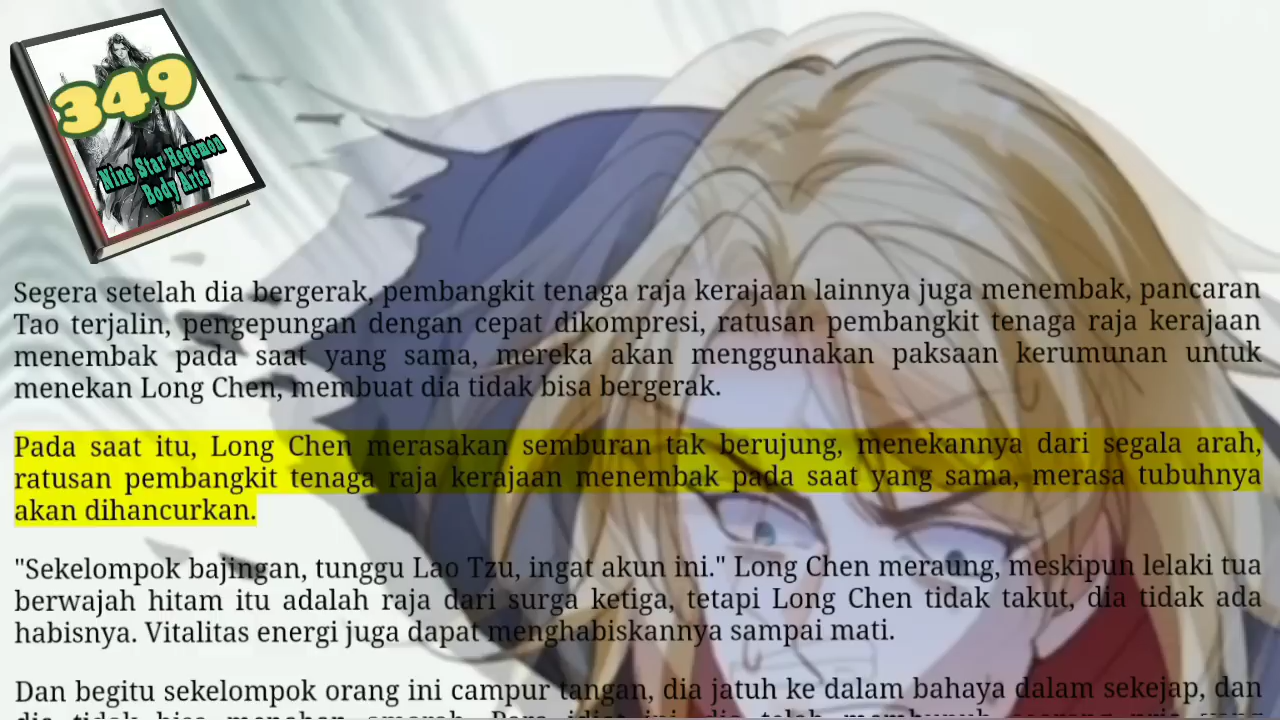 349
Nine Star Hegemon
Body Arts
Segera setelah dia bergerak, pembangkit tenaga raja kerajaan lainnya juga menembak, pancaran
Tao terjalin, pengepungan dengan cepat dikompresi, ratusan pembangkit tenaga raja kerajaan
menembak pada saat yang sama, mereka akan menggunakan paksaan kerumunan untuk
menekan Long Chen, membuat dia tidak bisa bergerak.
Pada saat itu, Long Chen merasakan semburan tak berujung, menekannya dari segala arah,
ratusan pembangkit tenaga raja kerajaan menembak pada saat yang sama, merasa tubuhnya
akan dihancurkan.
"Sekelompok bajingan, tunggu Lao Tzu, ingat akun ini." Long Chen meraung, meskipun lelaki tua
berwajah hitam itu adalah raja dari surga ketiga, tetapi Long Chen tidak takut, dia tidak ada
habisnya. Vitalitas energi juga dapat menghabiskannya sampai mati.
Dan begitu sekelompok orang ini campur tangan, dia jatuh ke dalam bahaya dalam sekejap, dan